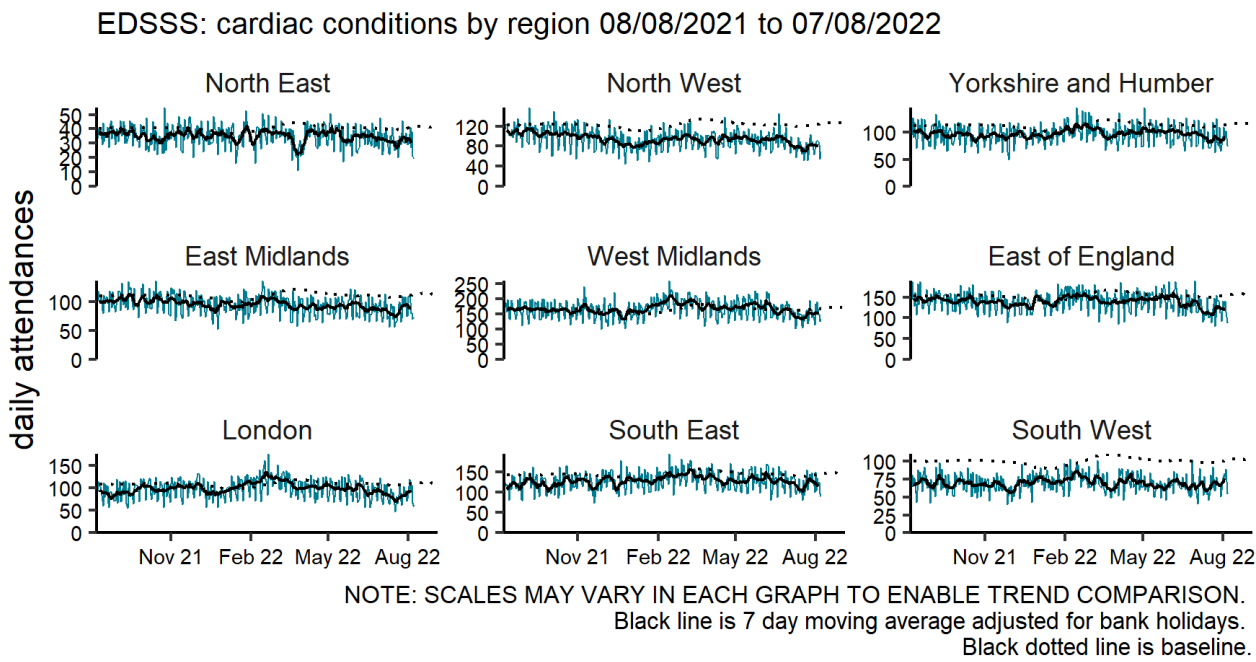 EDSSS: cardiac conditions by region 08/08/2021 to 07/08/2022
North East
North West
Yorkshire and Humber
50
40
30
20
10
0
120
80
40
0
100
50
0
daily attendances
East Midlands
West Midlands
East of England
100
50
0
250
200
150
100
50
0
150
100
50
0
London
South East
South West
150
100
50
0
150
100
50
0
100
75
50
25
0
Nov 21 Feb 22 May 22 Aug 22
Nov 21 Feb 22 May 22 Aug 22
Nov 21 Feb 22 May 22 Aug 22
NOTE: SCALES MAY VARY IN EACH GRAPH TO ENABLE TREND COMPARISON.
Black line is 7 day moving average adjusted for bank holidays.
Black dotted line is baseline.